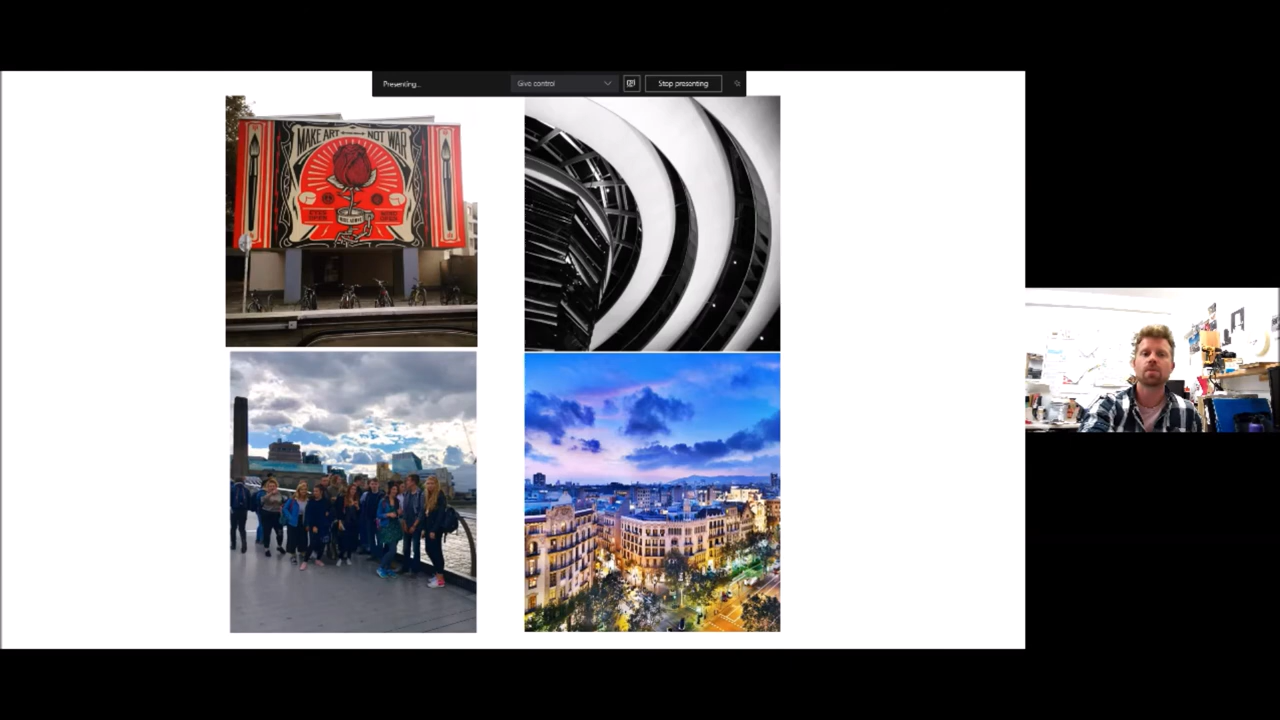 Presenting...
Give control
Stop presenting
MAKE ART NOT WAR